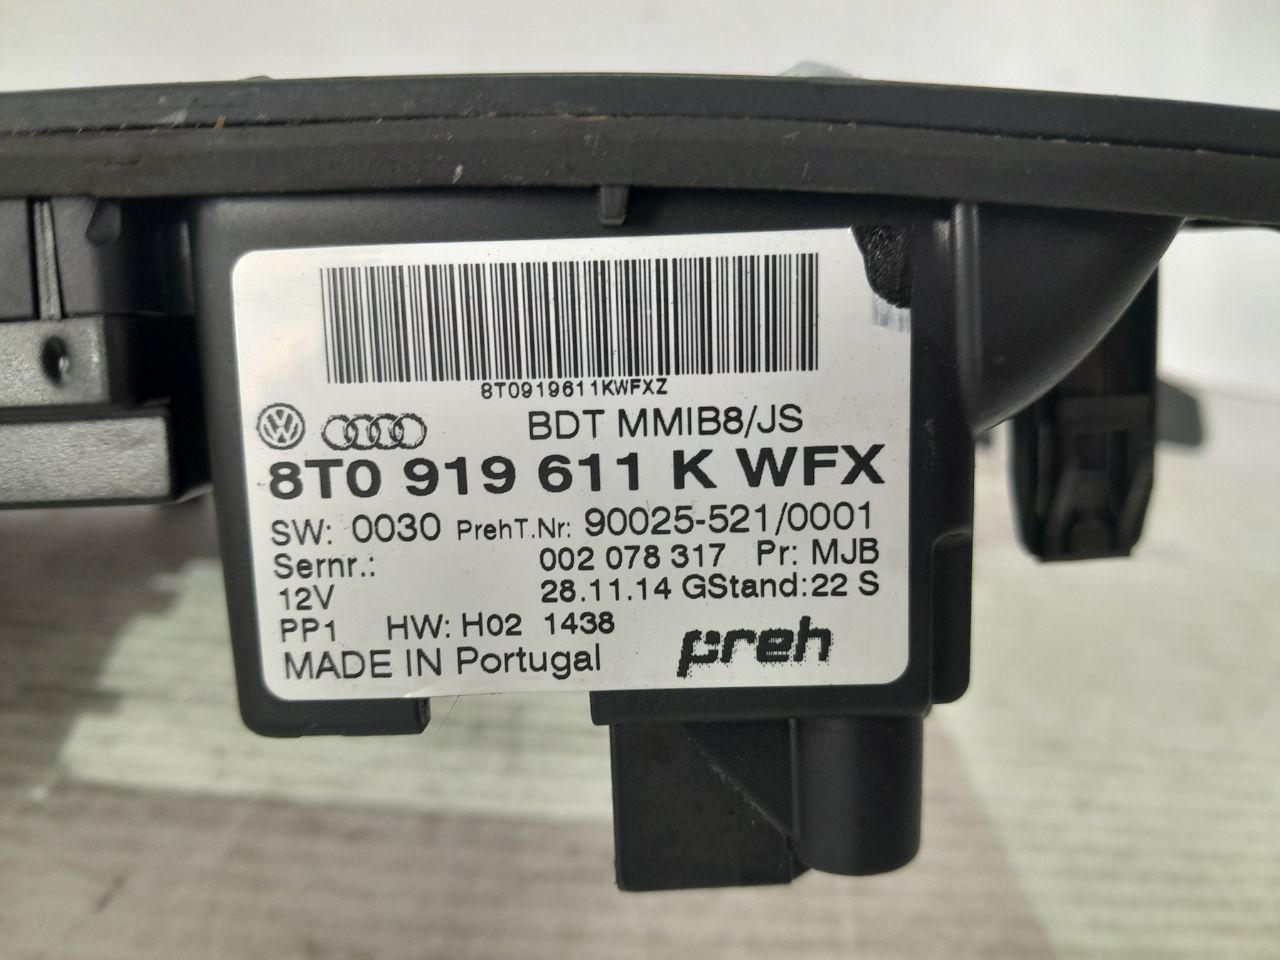 8T0919611KWFXZ
BDT MMIB8/JS
8T0 919 611 K WFX
SW: 0030 PrehT.Nr: 90025-521/0001
Sernr.: 002 078 317 Pr: MJB
12V 28.11.14 GStand:22 S
PP1 HW: H02 1438
MADE IN Portugal preh